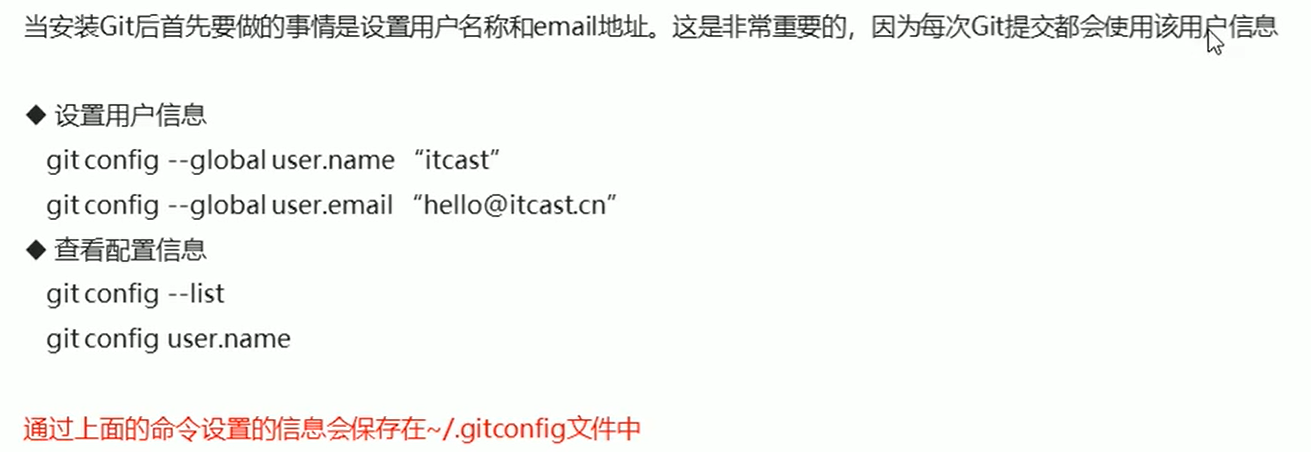 当安装Git后首先要做的事情是设置用户名称和email地址。这是非常重要的，因为每次Git提交都会使用该用户信息
◆ 设置用户信息
git config --global user.name “itcast”
git config --global user.email “hello@itcast.cn”
◆ 查看配置信息
git config --list
git config user.name
通过上面的命令设置的信息会保存在~/.gitconfig文件中